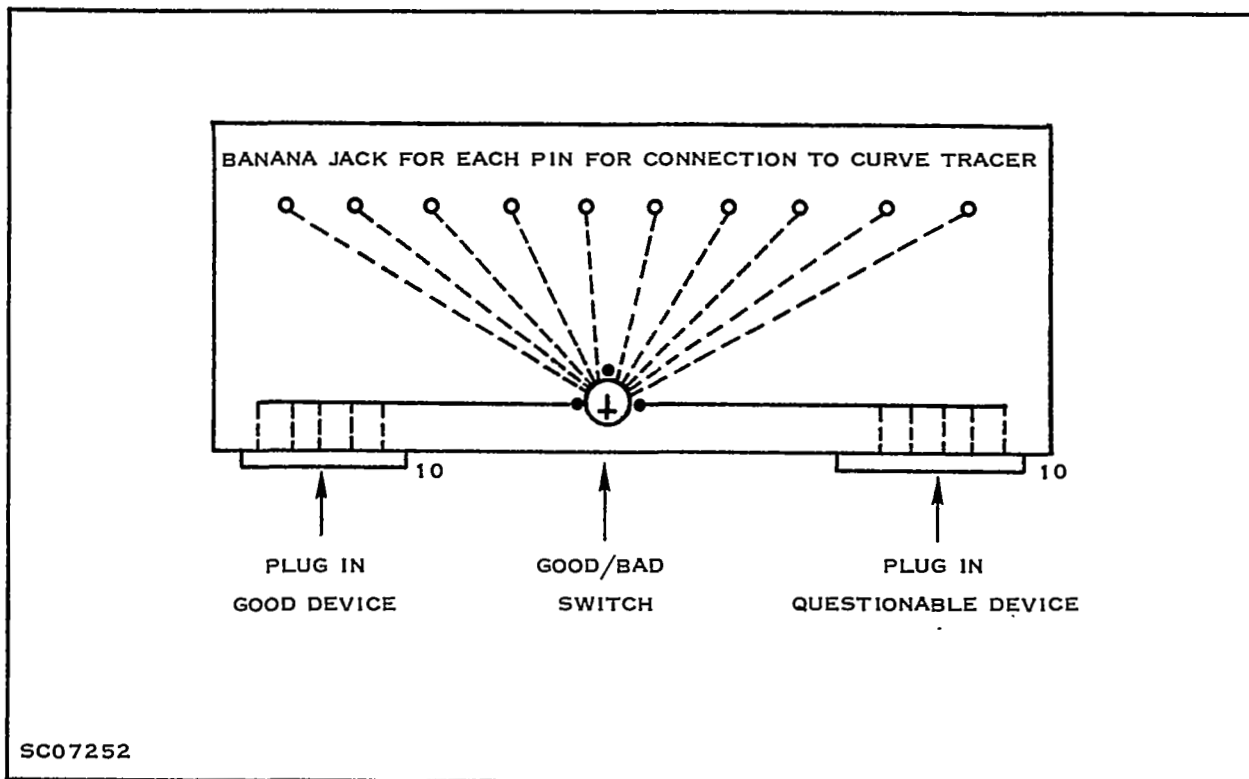 BANANA JACK FOR EACH PIN FOR CONNECTION TO CURVE TRACER
10
10
PLUG IN
GOOD DEVICE
GOOD/BAD
SWITCH
PLUG IN
QUESTIONABLE DEVICE
SC07252